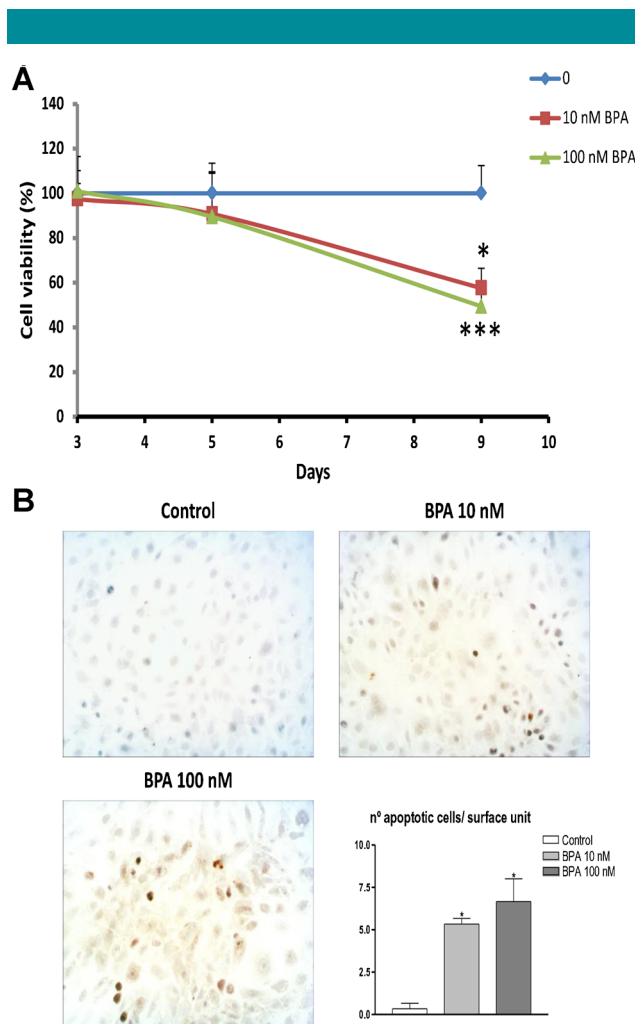 A
0
10 nM BPA
100 nM BPA
140
120
100
80
60
40
20
0
Cell viability (%)
*
***
3 4 5 6 7 8 9 10
Days
B
Control
BPA 10 nM
BPA 100 nM
nº apoptotic cells/ surface unit
Control
BPA 10 nM
BPA 100 nM
10.0
7.5
5.0
2.5
0.0
*
*